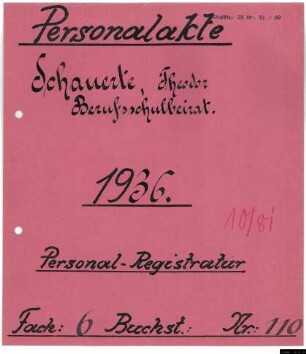 Personalakte
Schauerte, Theodor
Berufsschulbeirat.
1936.
10/81
Personal-Registratur
Fach: 6 Buchst.: Nr.: 110